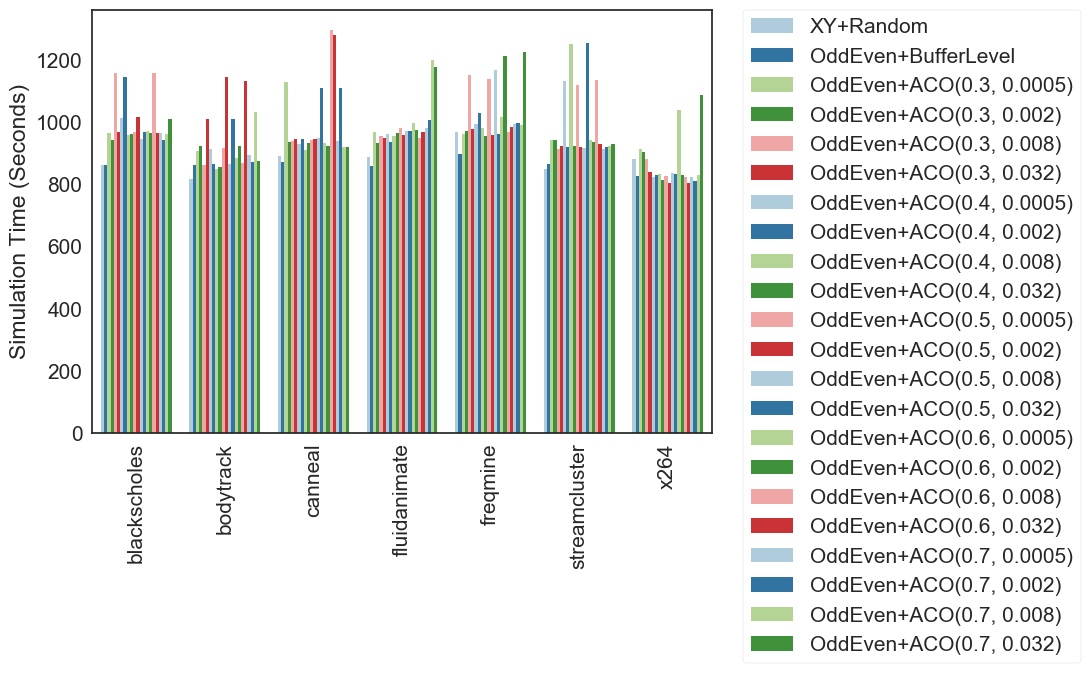 Simulation Time (Seconds)
1200
1000
800
600
400
200
0
blackscholes
bodytrack
canneal
fluidanimate
freqmine
streamcluster
x264
XY+Random
OddEven+BufferLevel
OddEven+ACO(0.3, 0.0005)
OddEven+ACO(0.3, 0.002)
OddEven+ACO(0.3, 0.008)
OddEven+ACO(0.3, 0.032)
OddEven+ACO(0.4, 0.0005)
OddEven+ACO(0.4, 0.002)
OddEven+ACO(0.4, 0.008)
OddEven+ACO(0.4, 0.032)
OddEven+ACO(0.5, 0.0005)
OddEven+ACO(0.5, 0.002)
OddEven+ACO(0.5, 0.008)
OddEven+ACO(0.5, 0.032)
OddEven+ACO(0.6, 0.0005)
OddEven+ACO(0.6, 0.002)
OddEven+ACO(0.6, 0.008)
OddEven+ACO(0.6, 0.032)
OddEven+ACO(0.7, 0.0005)
OddEven+ACO(0.7, 0.002)
OddEven+ACO(0.7, 0.008)
OddEven+ACO(0.7, 0.032)